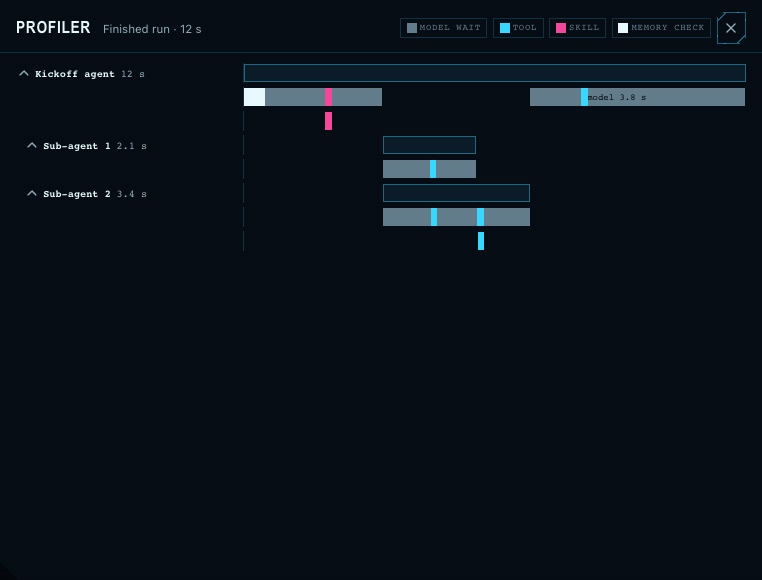 PROFILER Finished run · 12 s MODEL WAIT TOOL SKILL MEMORY CHECK
Kickoff agent 12 s
model 3.8 s
Sub-agent 1 2.1 s
Sub-agent 2 3.4 s